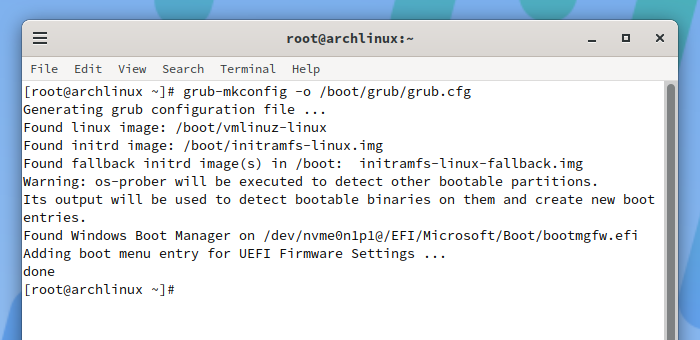 root@archlinux:~
File Edit View Search Terminal Help
[root@archlinux ~]# grub-mkconfig -o /boot/grub/grub.cfg
Generating grub configuration file ...
Found linux image: /boot/vmlinuz-linux
Found initrd image: /boot/initramfs-linux.img
Found fallback initrd image(s) in /boot:  initramfs-linux-fallback.img
Warning: os-prober will be executed to detect other bootable partitions.
Its output will be used to detect bootable binaries on them and create new boot
entries.
Found Windows Boot Manager on /dev/nvme0n1p1@/EFI/Microsoft/Boot/bootmgfw.efi
Adding boot menu entry for UEFI Firmware Settings ...
done
[root@archlinux ~]#